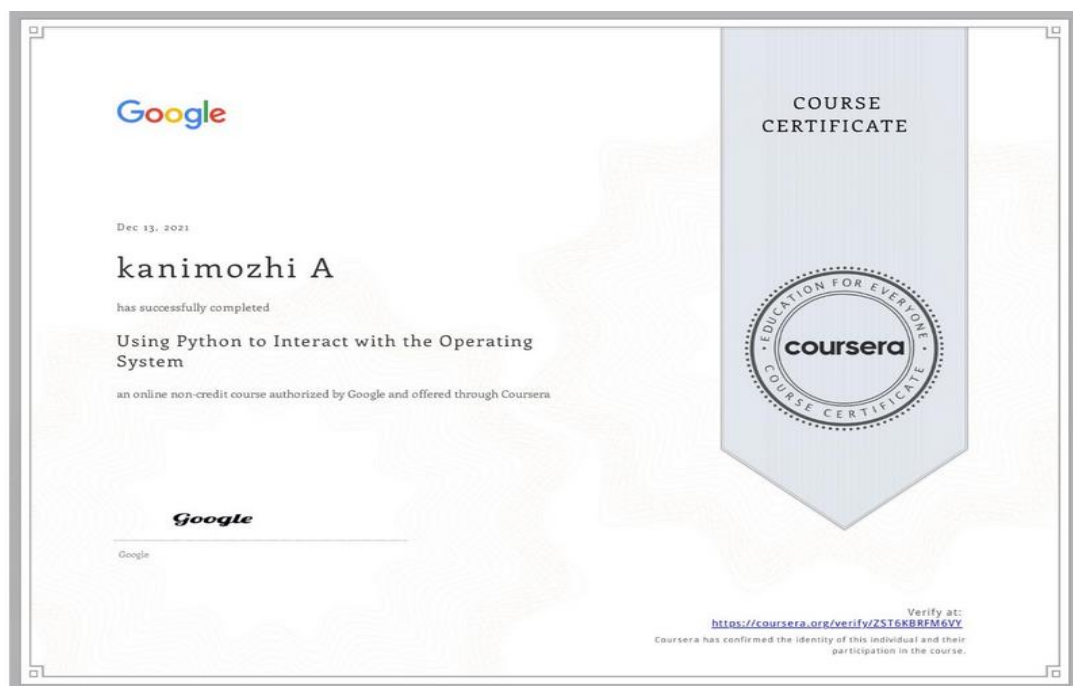 Google
COURSE
CERTIFICATE
Dec 13, 2021
kanimozhi A
has successfully completed
Using Python to Interact with the Operating
System
an online non-credit course authorized by Google and offered through Coursera
EDUCATION FOR EVERYONE
coursera
COURSE CERTIFICATE
Google
Google
Verify at:
https://coursera.org/verify/ZST6KBRFM6VY
Coursera has confirmed the identity of this individual and their
participation in the course.